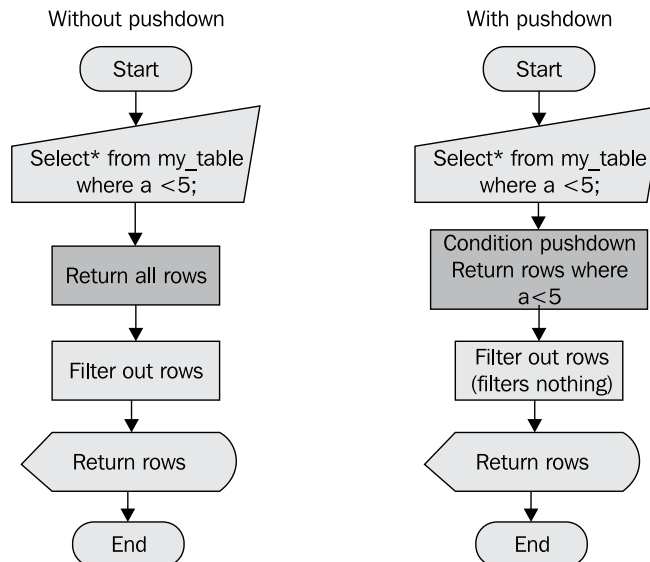 Without pushdown
Start
Select* from my_table
where a <5;
Return all rows
Filter out rows
Return rows
End
With pushdown
Start
Select* from my_table
where a <5;
Condition pushdown
Return rows where
a<5
Filter out rows
(filters nothing)
Return rows
End